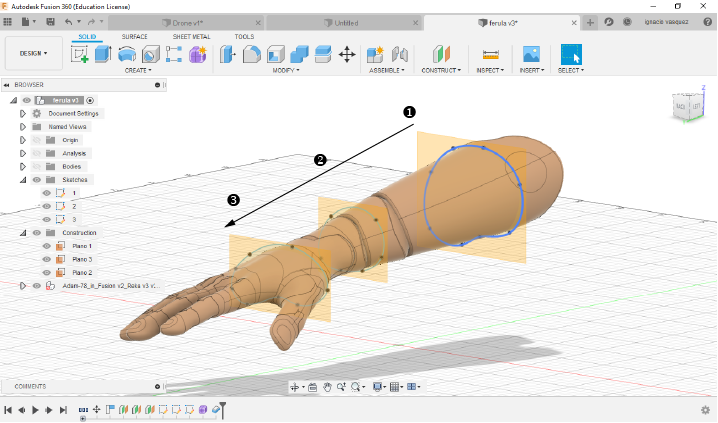 Autodesk Fusion 360 (Education License)
Drone v1*
Untitled
ferula v3*
ignacio vasquez
SOLID
SURFACE
SHEET METAL
TOOLS
DESIGN
CREATE
MODIFY
ASSEMBLE
CONSTRUCT
INSPECT
INSERT
SELECT
BROWSER
ferula v1
Document Settings
Named Views
Origin
Analysis
Bodies
Sketches
1
2
3
Construction
Plano 1
Plano 3
Plano 2
Adam-78_in_Fusion v2_Reka v3 v:...
1
2
3
Z
COMMENTS